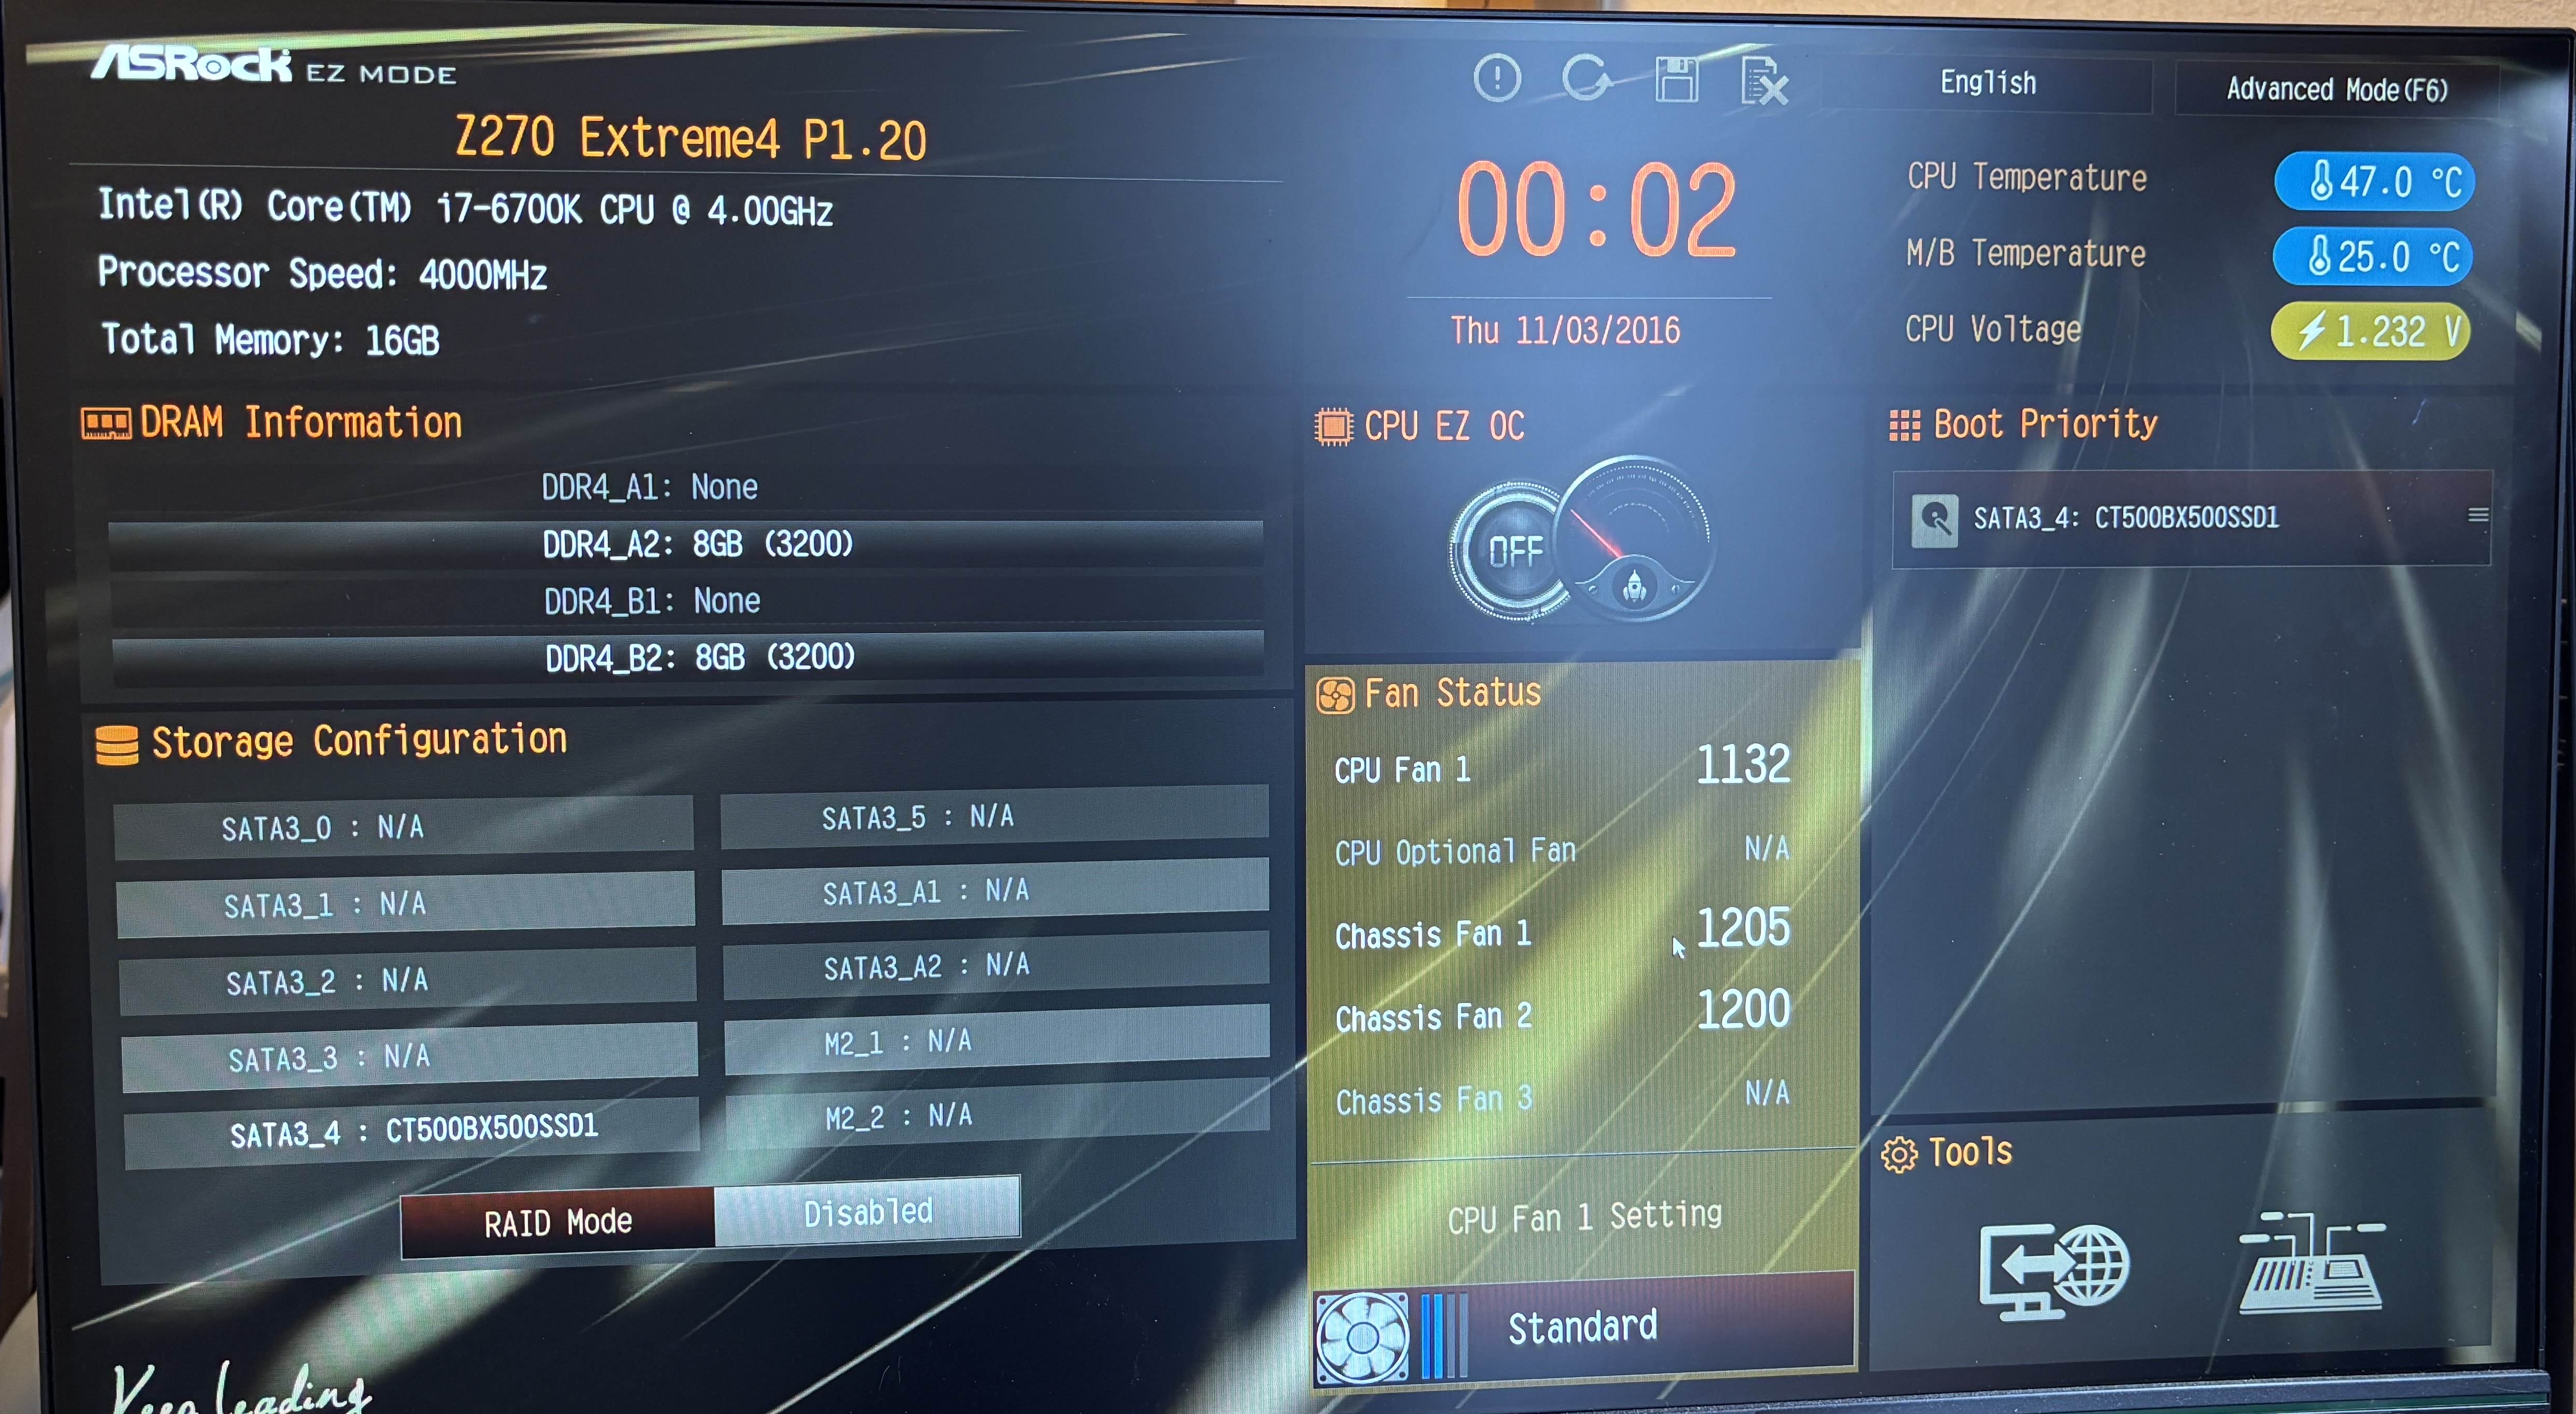 ASRock EZ MODE
English
Advanced Mode(F6)
Z270 Extreme4 P1.20
Intel(R) Core(TM) i7-6700K CPU @ 4.00GHz
Processor Speed: 4000MHz
Total Memory: 16GB
00:02
Thu 11/03/2016
CPU Temperature 47.0 °C
M/B Temperature 25.0 °C
CPU Voltage 1.232 V
DRAM Information
DDR4_A1: None
DDR4_A2: 8GB (3200)
DDR4_B1: None
DDR4_B2: 8GB (3200)
Storage Configuration
SATA3_0 : N/A
SATA3_1 : N/A
SATA3_2 : N/A
SATA3_3 : N/A
SATA3_4 : CT500BX500SSD1
SATA3_5 : N/A
SATA3_A1 : N/A
SATA3_A2 : N/A
M2_1 : N/A
M2_2 : N/A
RAID Mode Disabled
Keep Leading
CPU EZ OC
OFF
Fan Status
CPU Fan 1 1132
CPU Optional Fan N/A
Chassis Fan 1 1205
Chassis Fan 2 1200
Chassis Fan 3 N/A
CPU Fan 1 Setting
Standard
Boot Priority
SATA3_4: CT500BX500SSD1
Tools